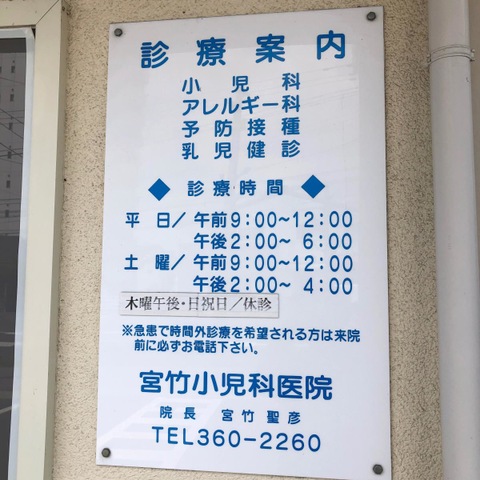 診療案内
小児科
アレルギー科
予防接種
乳児健診
◆ 診療時間 ◆
平日/午前9:00~12:00
午後2:00~6:00
土曜/午前9:00~12:00
午後2:00~4:00
木曜午後・日祝日/休診
※急患で時間外診療を希望される方は来院
前に必ずお電話下さい。
宮竹小児科医院
院長 宮竹聖彦
TEL360-2260